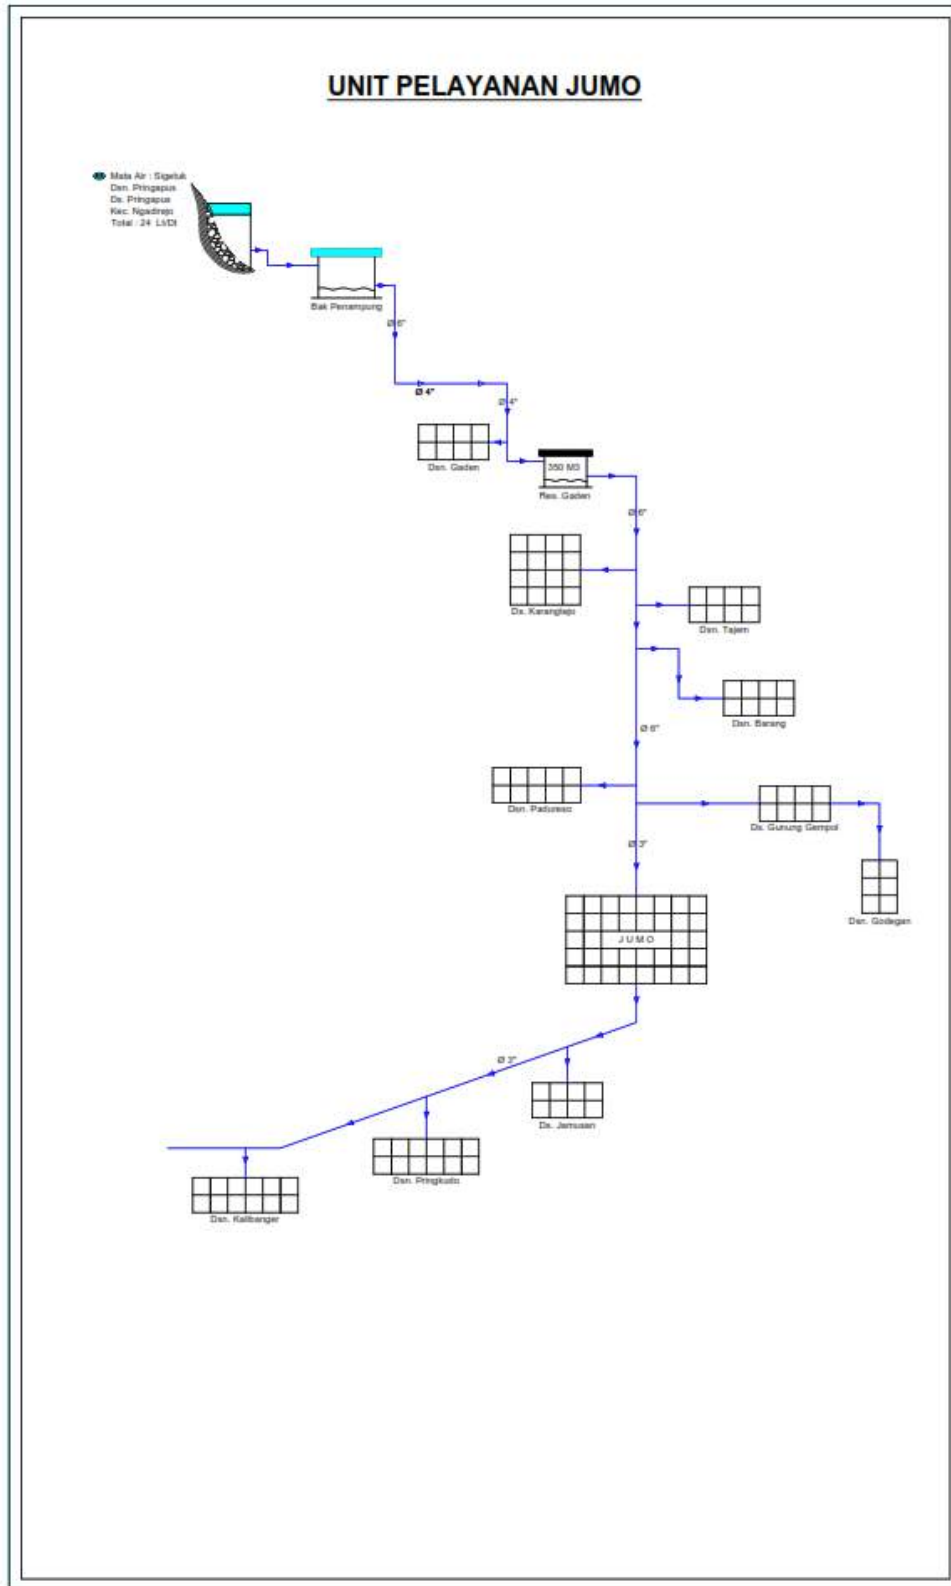 UNIT PELAYANAN JUMO
Mata Air : Sigeluk
Dsn. Pringapus
Ds. Pringapus
Kec. Ngadirejo
Total : 24 Lt/Dt
Bak Penampung
Ø 6"
Ø 4"
Ø 4"
Dsn. Gaden
350 M3
Res. Gaden
Ø 6"
Ds. Karangtejo
Dsn. Tajem
Dsn. Barang
Ø 6"
Dsn. Padureso
Ds. Gunung Gempol
Ø 3"
Dsn. Godegan
J U M O
Ø 3"
Ds. Jamusan
Dsn. Pringkudo
Dsn. Kalibanger